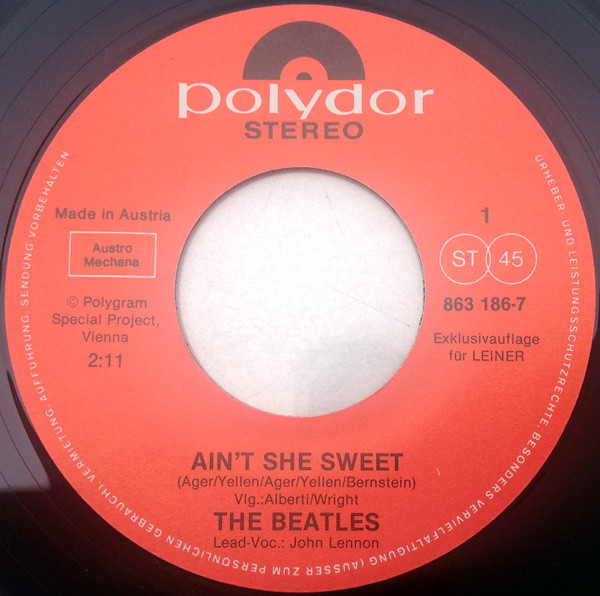 polydor
STEREO
Made in Austria
Austro
Mechana
℗ Polygram
Special Project,
Vienna
2:11
1
ST 45
863 186-7
Exklusivauflage
für LEINER
AIN'T SHE SWEET
(Ager/Yellen/Ager/Yellen/Bernstein)
Vlg.:Alberti/Wright
THE BEATLES
Lead-Voc.: John Lennon
URHEBER- UND LEISTUNGSSCHUTZRECHTE, BESONDERS VERVIELFÄLTIGUNG (AUSSER ZUM PERSÖNLICHEN GEBRAUCH), VERMIETUNG, AUFFÜHRUNG, SENDUNG VORBEHALTEN